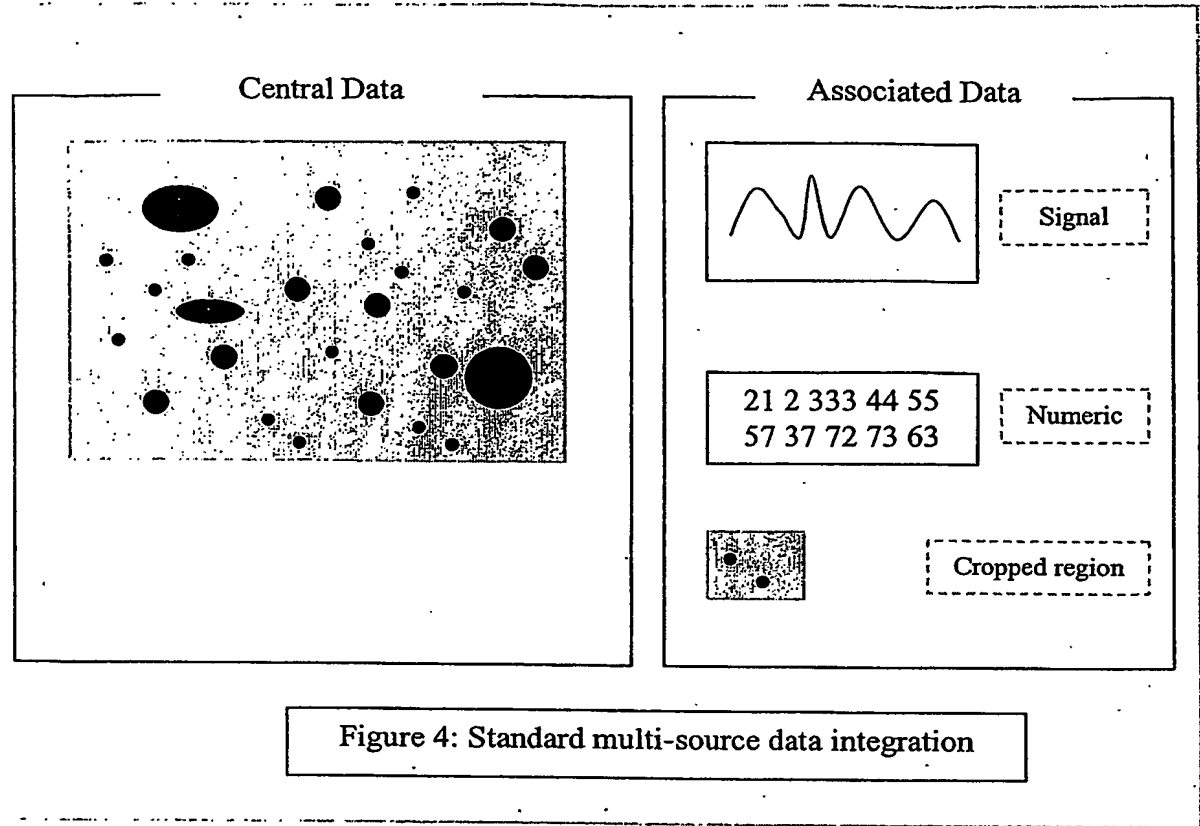 Central Data
Associated Data
Signal
21 2 333 44 55
57 37 72 73 63
Numeric
Cropped region
Figure 4: Standard multi-source data integration